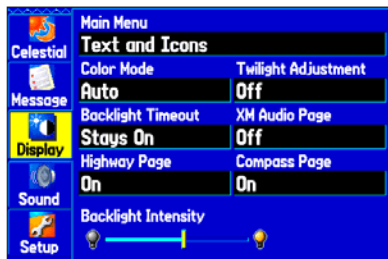 Celestial
Message
Display
Sound
Setup
Main Menu
Text and Icons
Color Mode
Twilight Adjustment
Auto
Off
Backlight Timeout
XM Audio Page
Stays On
Off
Highway Page
Compass Page
On
On
Backlight Intensity